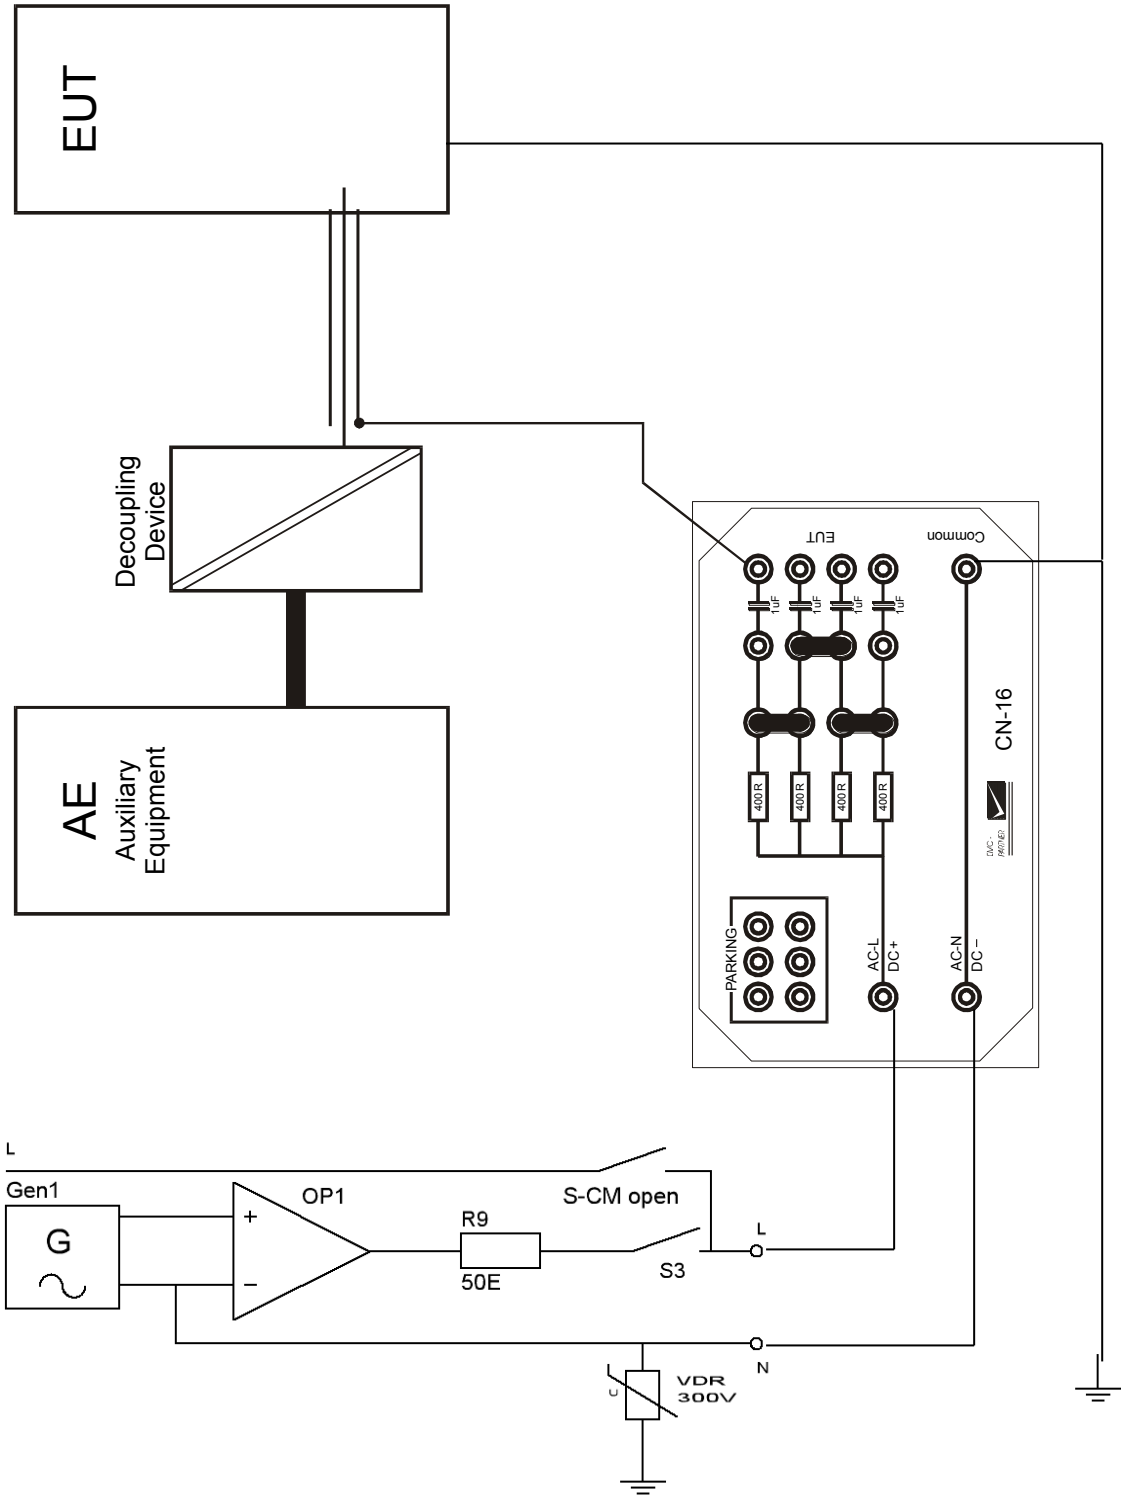 EUT
Decoupling
Device
AE
Auxiliary
Equipment
EUT
Common
1uF
1uF
1uF
1uF
CN-16
400 R
400 R
400 R
400 R
PARTNER
PARKING
AC-L
DC+
AC-N
DC –
L
Gen1
G
OP1
+
–
R9
50E
S-CM open
S3
L
N
U
VDR
300V